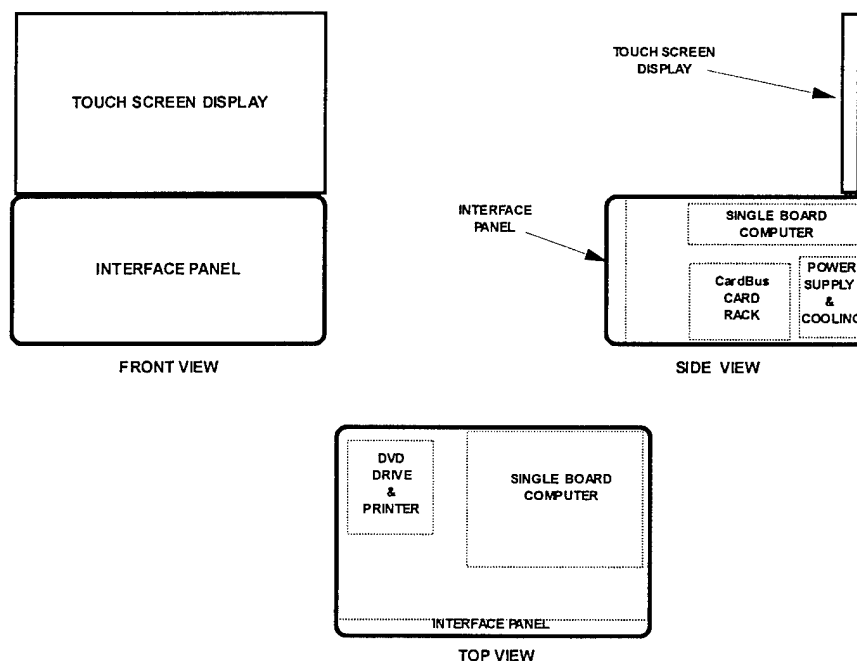 TOUCH SCREEN DISPLAY
INTERFACE PANEL
FRONT VIEW
TOUCH SCREEN
DISPLAY
INTERFACE
PANEL
SINGLE BOARD
COMPUTER
CardBus
CARD
RACK
POWER
SUPPLY
&
COOLING
SIDE VIEW
DVD
DRIVE
&
PRINTER
SINGLE BOARD
COMPUTER
INTERFACE PANEL
TOP VIEW